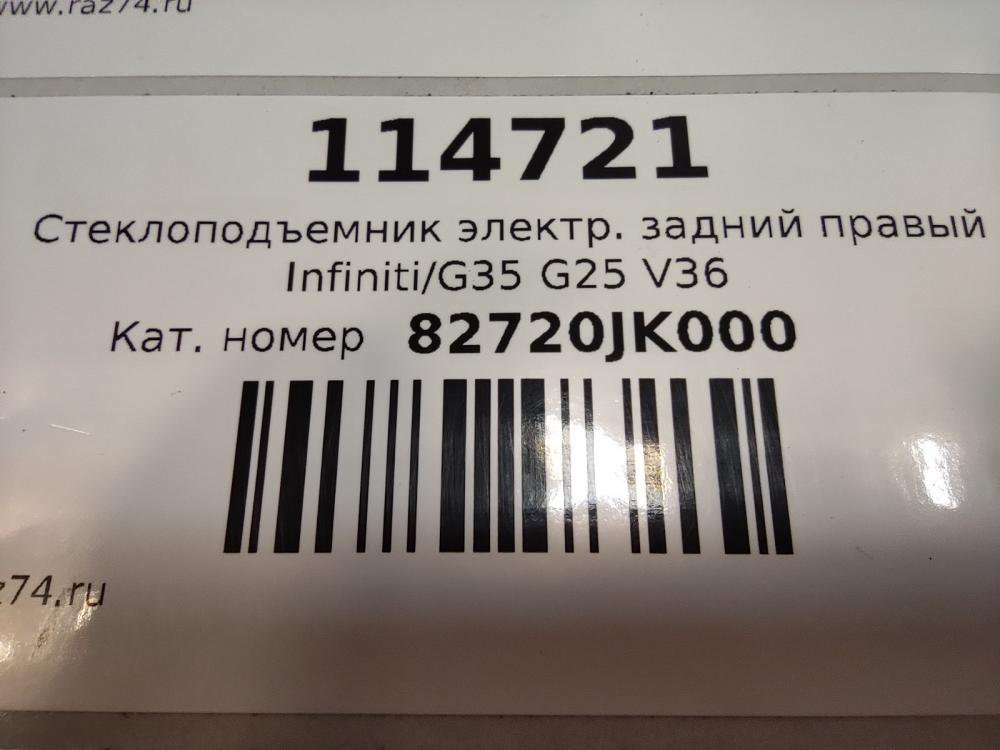 www.raz74.ru
114721
Стеклоподъемник электр. задний правый
Infiniti/G35 G25 V36
Кат. номер 82720JK000
z74.ru